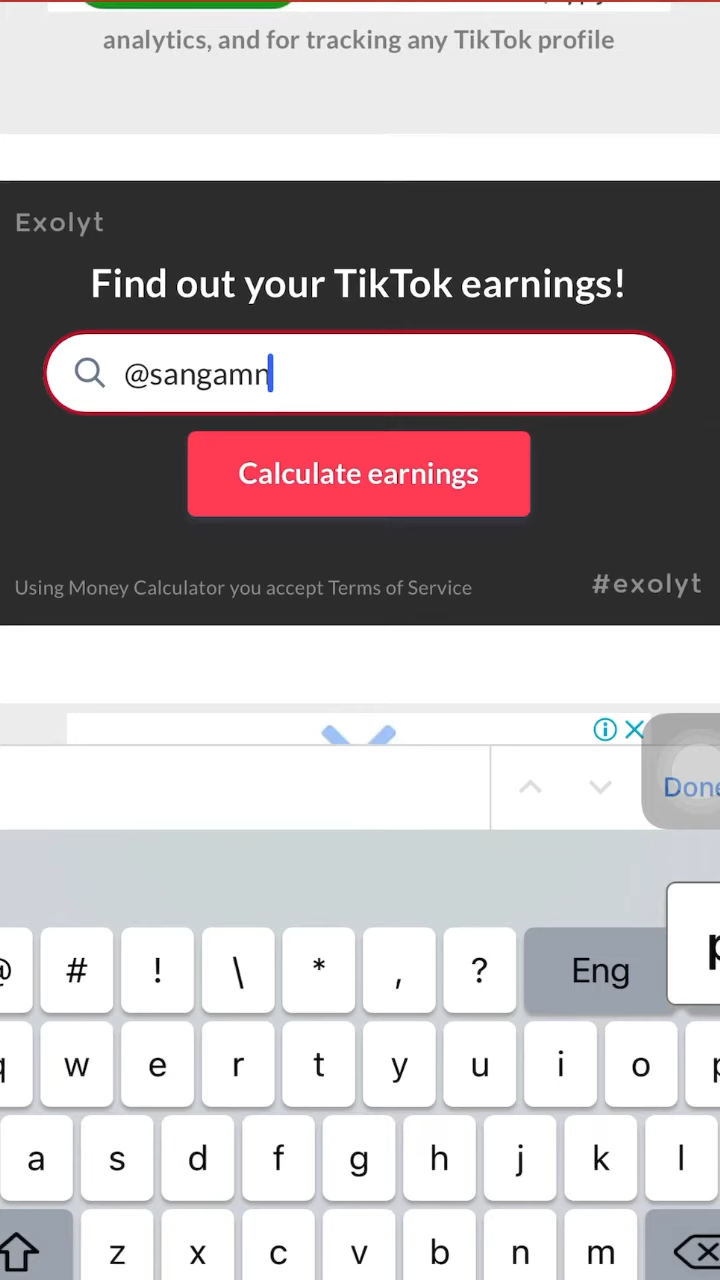 analytics, and for tracking any TikTok profile
Exolyt
Find out your TikTok earnings!
@sangamn
Calculate earnings
Using Money Calculator you accept Terms of Service
#exolyt
Done
p
@ # ! \ * , ? Eng
q w e r t y u i o p
a s d f g h j k l
z x c v b n m